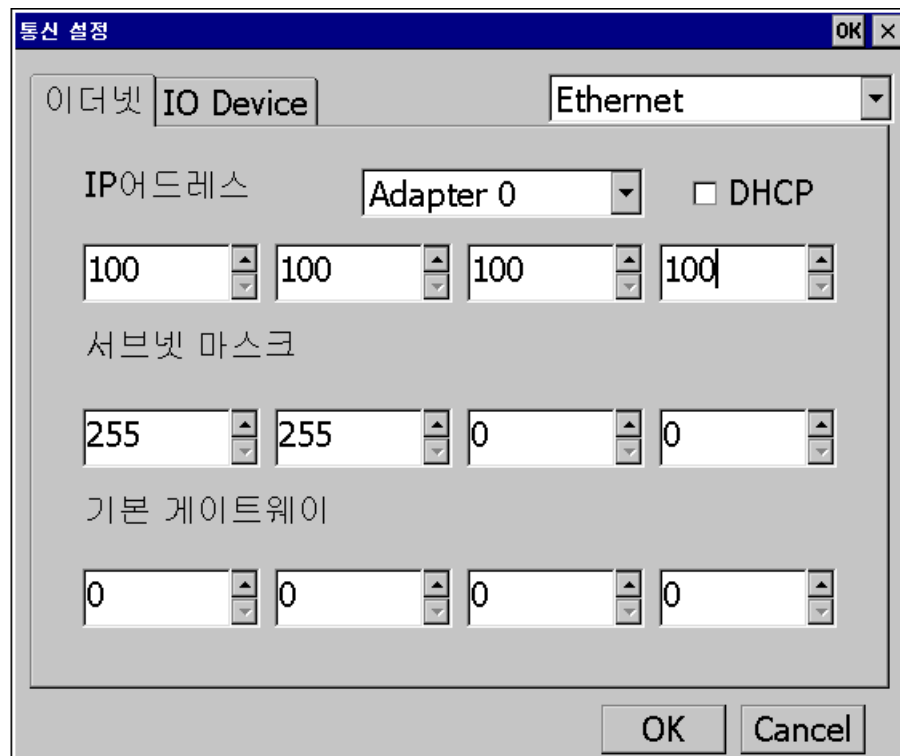 통신 설정 OK ×
이더넷 IO Device Ethernet
IP어드레스 Adapter 0 DHCP
100 100 100 100
서브넷 마스크
255 255 0 0
기본 게이트웨이
0 0 0 0
OK Cancel